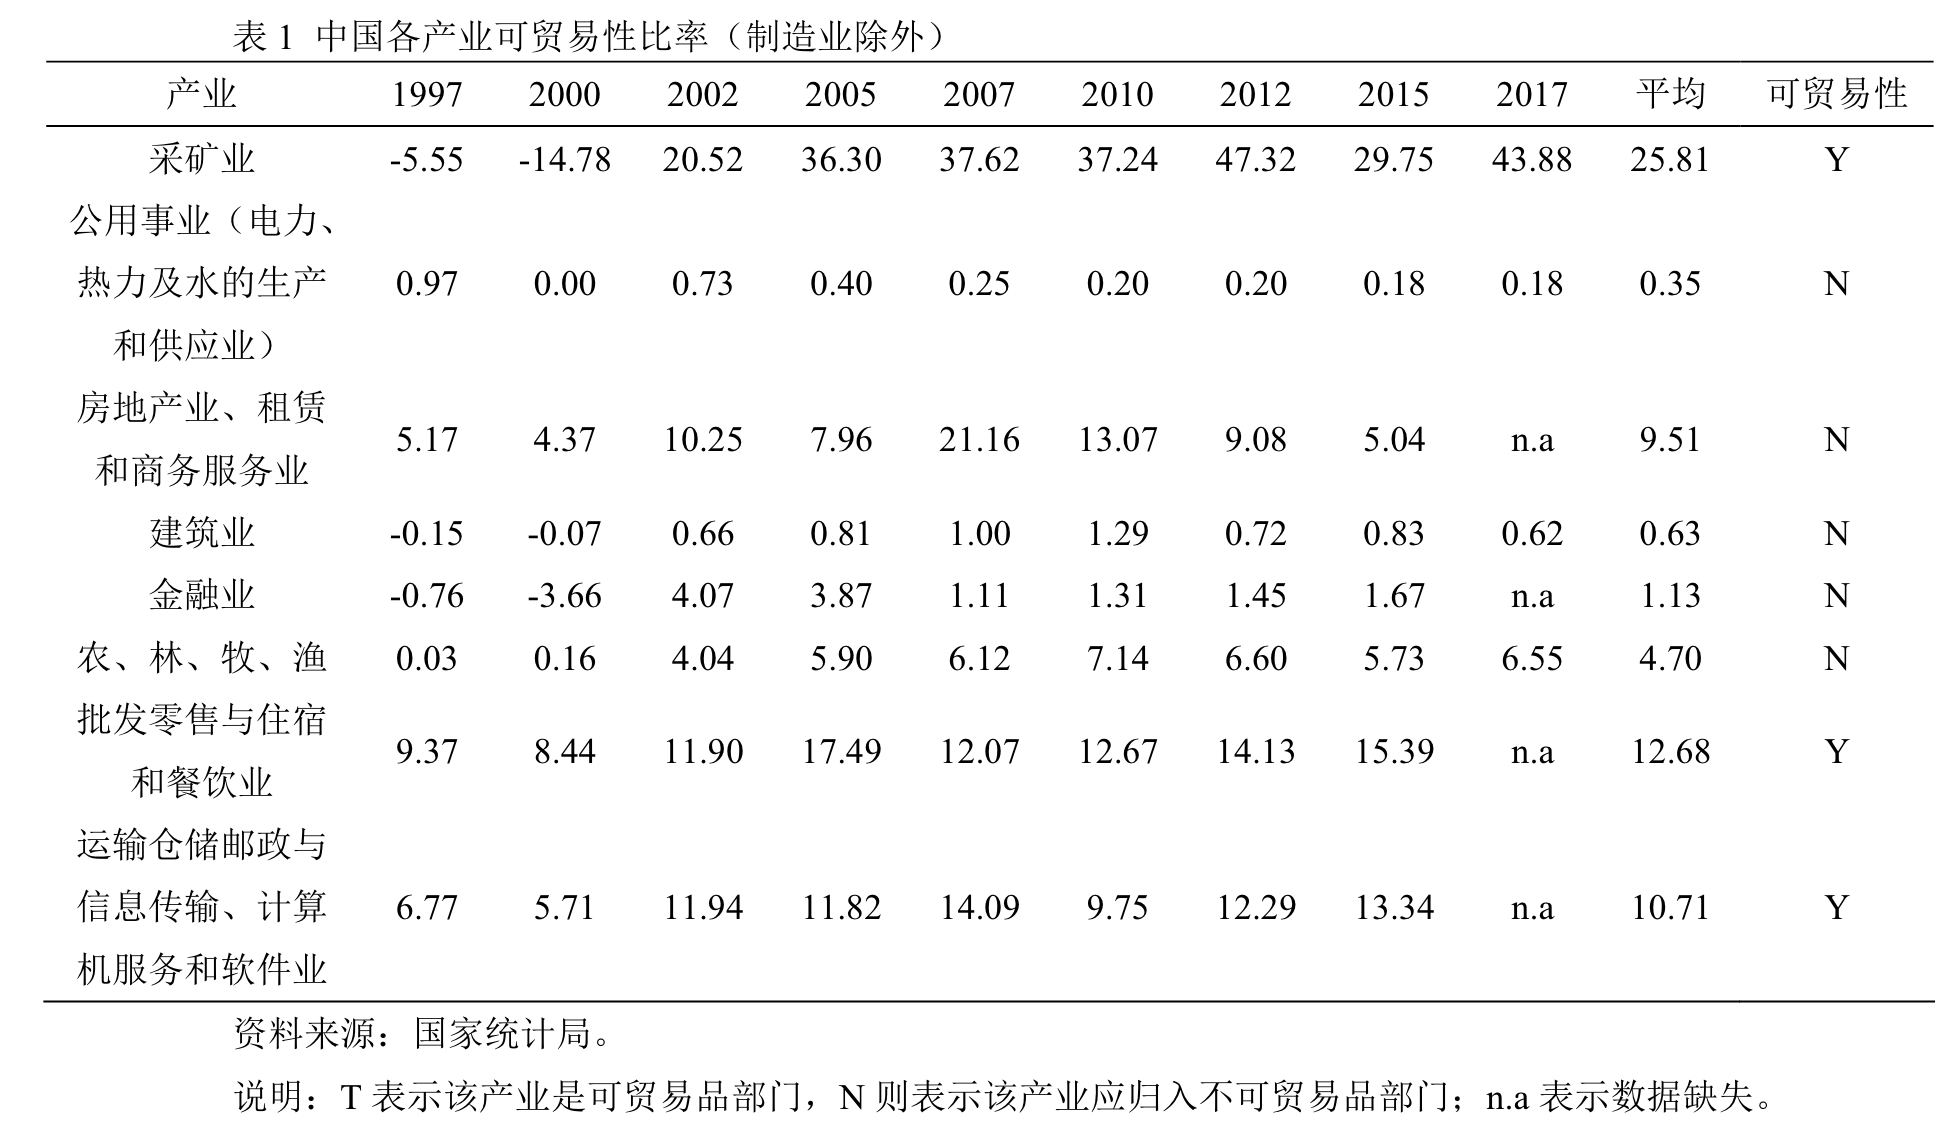 表1 中国各产业可贸易性比率（制造业除外）
产业 1997 2000 2002 2005 2007 2010 2012 2015 2017 平均 可贸易性
采矿业 -5.55 -14.78 20.52 36.30 37.62 37.24 47.32 29.75 43.88 25.81 Y
公用事业（电力、
热力及水的生产 0.97 0.00 0.73 0.40 0.25 0.20 0.20 0.18 0.18 0.35 N
和供应业）
房地产业、租赁
和商务服务业 5.17 4.37 10.25 7.96 21.16 13.07 9.08 5.04 n.a 9.51 N
建筑业 -0.15 -0.07 0.66 0.81 1.00 1.29 0.72 0.83 0.62 0.63 N
金融业 -0.76 -3.66 4.07 3.87 1.11 1.31 1.45 1.67 n.a 1.13 N
农、林、牧、渔 0.03 0.16 4.04 5.90 6.12 7.14 6.60 5.73 6.55 4.70 N
批发零售与住宿
和餐饮业 9.37 8.44 11.90 17.49 12.07 12.67 14.13 15.39 n.a 12.68 Y
运输仓储邮政与
信息传输、计算 6.77 5.71 11.94 11.82 14.09 9.75 12.29 13.34 n.a 10.71 Y
机服务和软件业
资料来源：国家统计局。
说明：T 表示该产业是可贸易品部门，N 则表示该产业应归入不可贸易品部门；n.a 表示数据缺失。